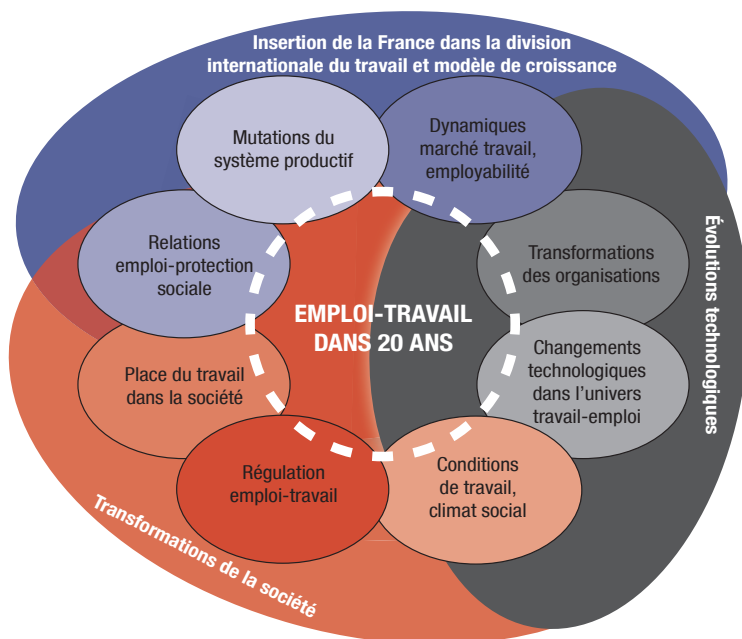 Insertion de la France dans la division
internationale du travail et modèle de croissance
Mutations du
système productif
Dynamiques
marché travail,
employabilité
Relations
emploi-protection
sociale
Transformations
des organisations
Évolutions technologiques
EMPLOI-TRAVAIL
DANS 20 ANS
Place du travail
dans la société
Changements
technologiques
dans l’univers
travail-emploi
Régulation
emploi-travail
Conditions
de travail,
climat social
Transformations de la société